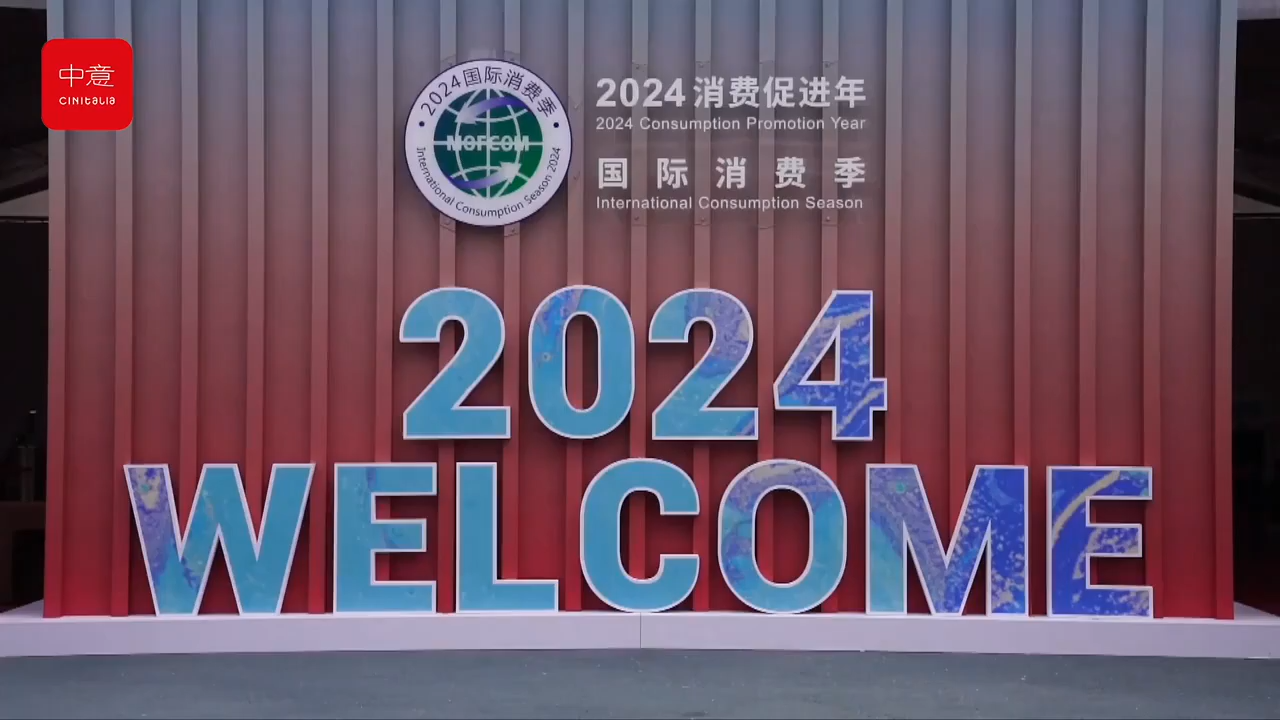 中意
CINITALIA
2024国际消费季
MOFCOM
International Consumption Season 2024
2024消费促进年
2024 Consumption Promotion Year
国际消费季
International Consumption Season
2024
WELCOME